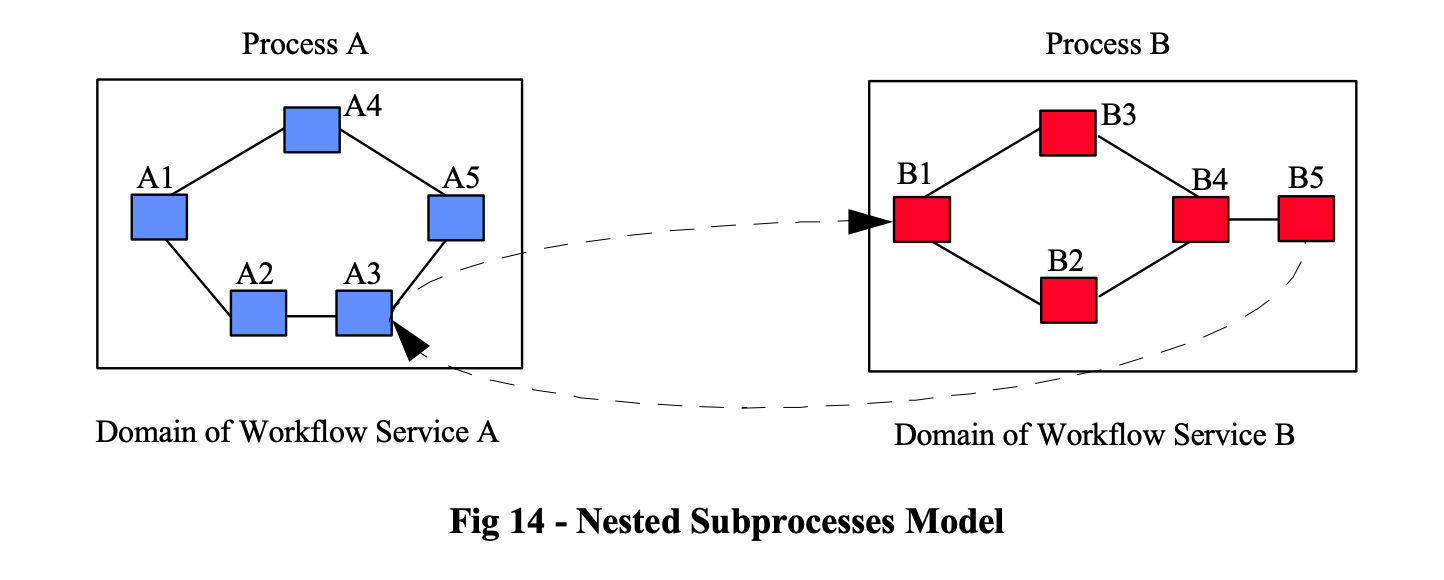 Process A
Process B
A4
B3
A1
A5
B1
B4
B5
A2
A3
B2
Domain of Workflow Service A
Domain of Workflow Service B
Fig 14 - Nested Subprocesses Model